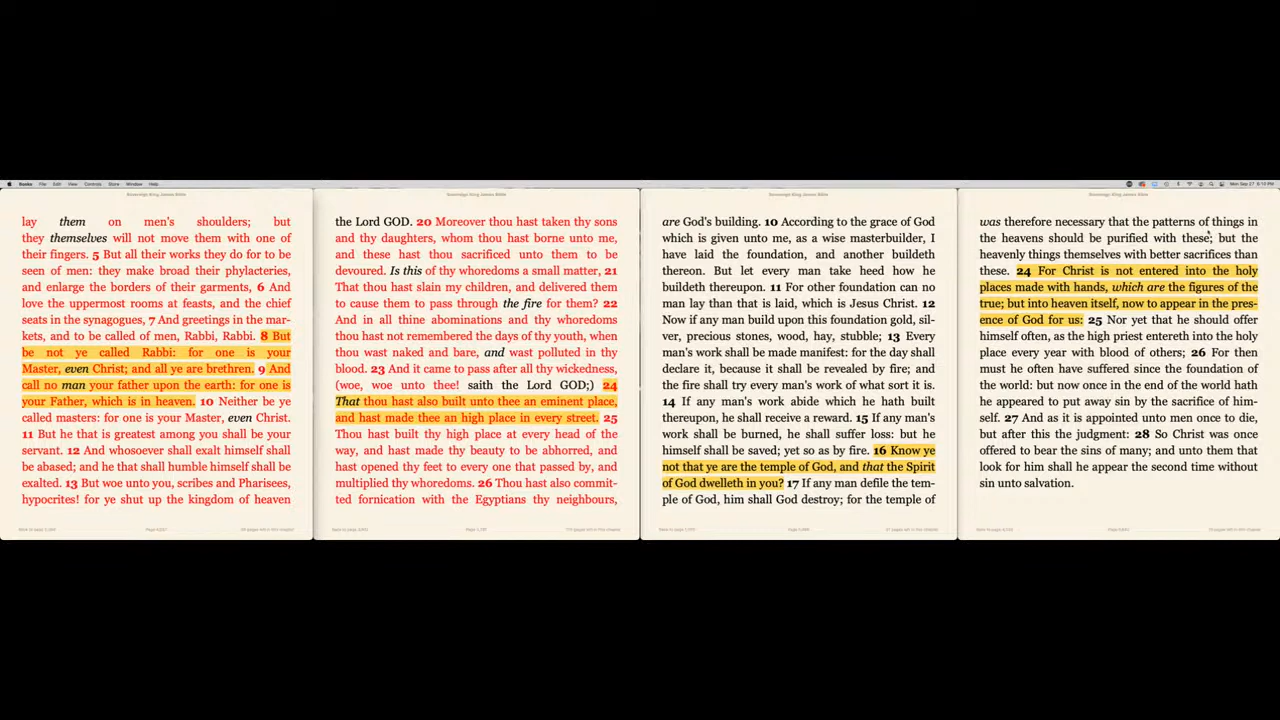 Books File Edit View Controls Store Window Help
Mon Sep 27
Sovereign King James Bible
lay them on men's shoulders; but
they themselves will not move them with one of
their fingers. 5 But all their works they do for to be
seen of men: they make broad their phylacteries,
and enlarge the borders of their garments, 6 And
love the uppermost rooms at feasts, and the chief
seats in the synagogues, 7 And greetings in the mar-
kets, and to be called of men, Rabbi, Rabbi. 8 But
be not ye called Rabbi: for one is your
Master, even Christ; and all ye are brethren. 9 And
call no man your father upon the earth: for one is
your Father, which is in heaven. 10 Neither be ye
called masters: for one is your Master, even Christ.
11 But he that is greatest among you shall be your
servant. 12 And whosoever shall exalt himself shall
be abased; and he that shall humble himself shall be
exalted. 13 But woe unto you, scribes and Pharisees,
hypocrites! for ye shut up the kingdom of heaven
Sovereign King James Bible
the Lord GOD. 20 Moreover thou hast taken thy sons
and thy daughters, whom thou hast borne unto me,
and these hast thou sacrificed unto them to be
devoured. Is this of thy whoredoms a small matter, 21
That thou hast slain my children, and delivered them
to cause them to pass through the fire for them? 22
And in all thine abominations and thy whoredoms
thou hast not remembered the days of thy youth, when
thou wast naked and bare, and wast polluted in thy
blood. 23 And it came to pass after all thy wickedness,
(woe, woe unto thee! saith the Lord GOD;) 24
That thou hast also built unto thee an eminent place,
and hast made thee an high place in every street. 25
Thou hast built thy high place at every head of the
way, and hast made thy beauty to be abhorred, and
hast opened thy feet to every one that passed by, and
multiplied thy whoredoms. 26 Thou hast also commit-
ted fornication with the Egyptians thy neighbours,
Sovereign King James Bible
are God's building. 10 According to the grace of God
which is given unto me, as a wise masterbuilder, I
have laid the foundation, and another buildeth
thereon. But let every man take heed how he
buildeth thereupon. 11 For other foundation can no
man lay than that is laid, which is Jesus Christ. 12
Now if any man build upon this foundation gold, sil-
ver, precious stones, wood, hay, stubble; 13 Every
man's work shall be made manifest: for the day shall
declare it, because it shall be revealed by fire; and
the fire shall try every man's work of what sort it is.
14 If any man's work abide which he hath built
thereupon, he shall receive a reward. 15 If any man's
work shall be burned, he shall suffer loss: but he
himself shall be saved; yet so as by fire. 16 Know ye
not that ye are the temple of God, and that the Spirit
of God dwelleth in you? 17 If any man defile the tem-
ple of God, him shall God destroy; for the temple of
Sovereign King James Bible
was therefore necessary that the patterns of things in
the heavens should be purified with these; but the
heavenly things themselves with better sacrifices than
these. 24 For Christ is not entered into the holy
places made with hands, which are the figures of the
true; but into heaven itself, now to appear in the pres-
ence of God for us: 25 Nor yet that he should offer
himself often, as the high priest entereth into the holy
place every year with blood of others; 26 For then
must he often have suffered since the foundation of
the world: but now once in the end of the world hath
he appeared to put away sin by the sacrifice of him-
self. 27 And as it is appointed unto men once to die,
but after this the judgment: 28 So Christ was once
offered to bear the sins of many; and unto them that
look for him shall he appear the second time without
sin unto salvation.